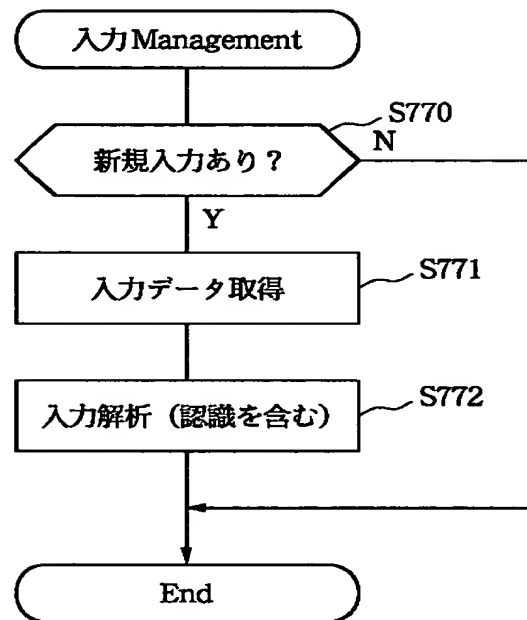 入力Management
S770
新規入力あり？
N
Y
入力データ取得
S771
入力解析（認識を含む）
S772
End